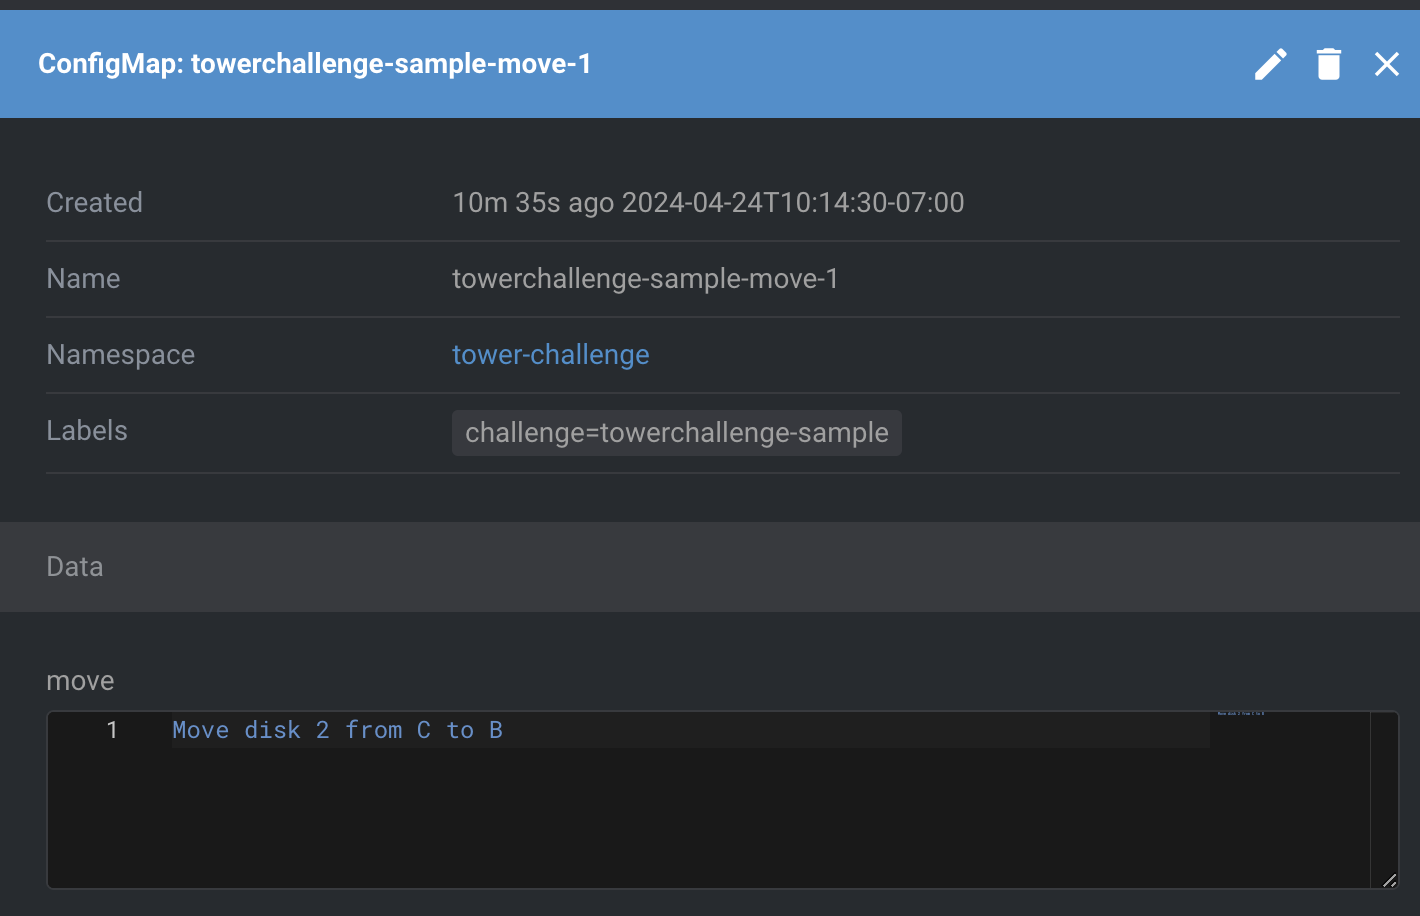 ConfigMap: towerchallenge-sample-move-1
Created 10m 35s ago 2024-04-24T10:14:30-07:00
Name towerchallenge-sample-move-1
Namespace tower-challenge
Labels challenge=towerchallenge-sample
Data
move
1 Move disk 2 from C to B